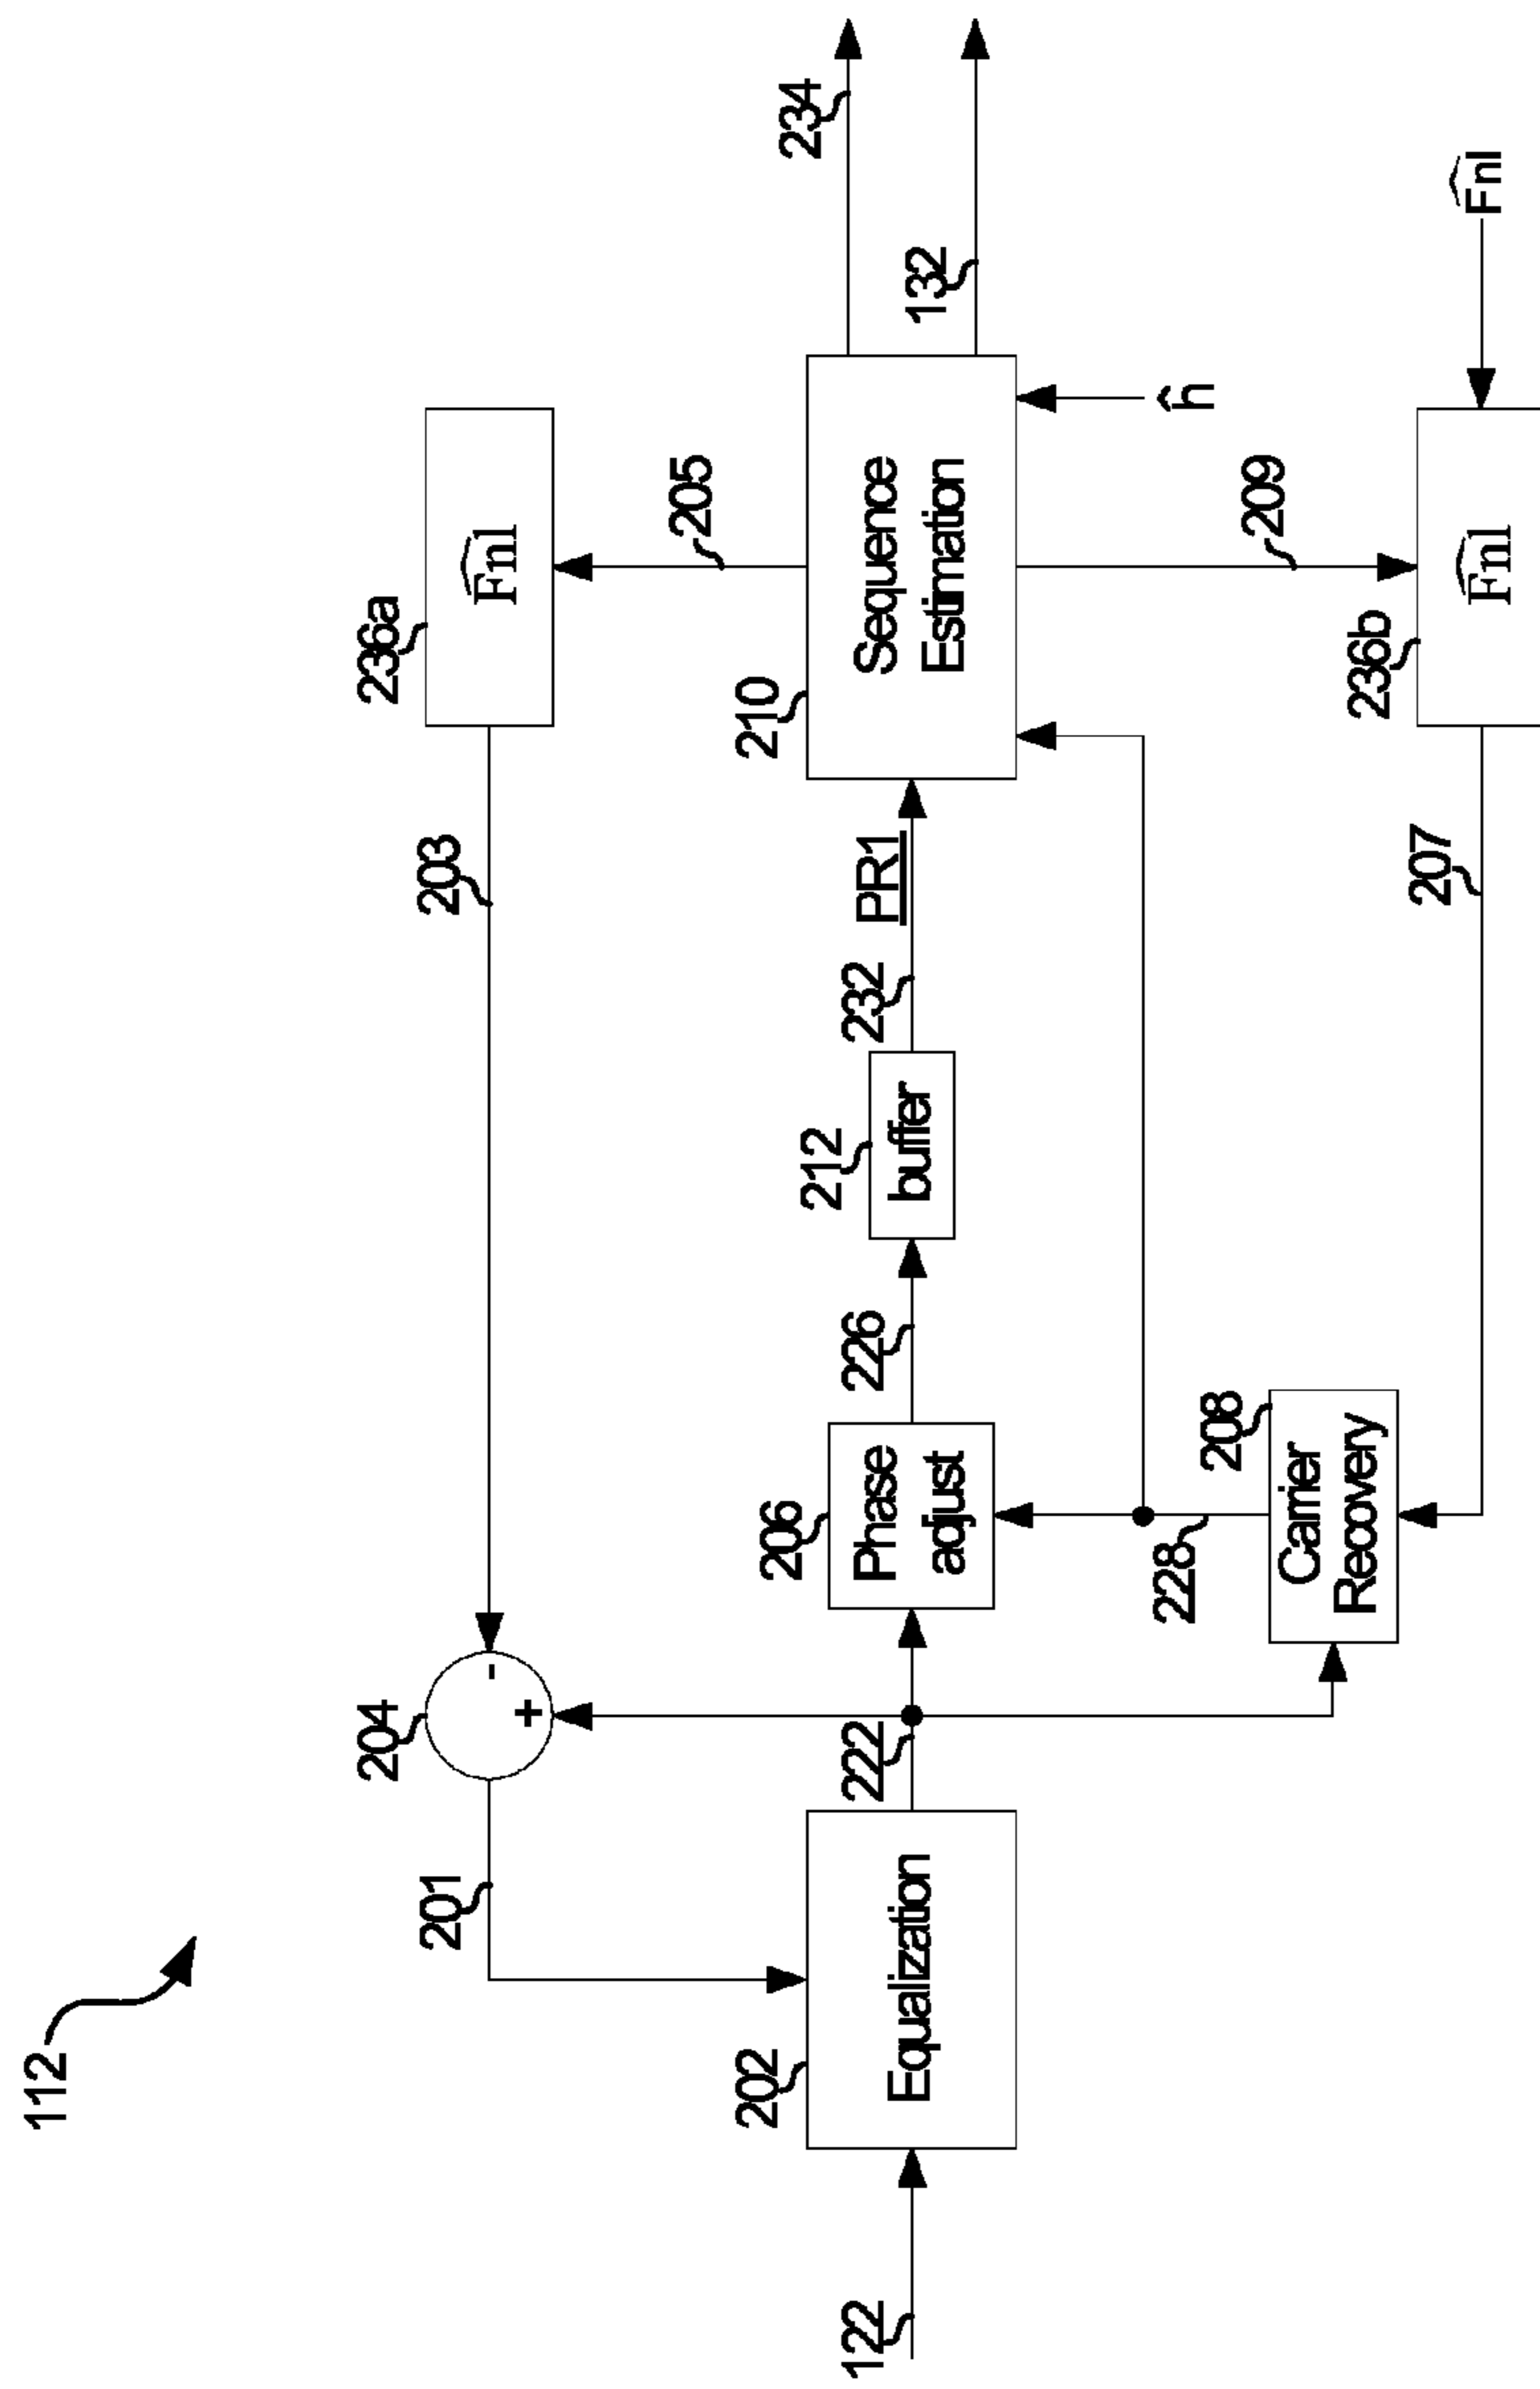 112
204
201
203
236a
F̂nl
205
234
132
202
Equalization
122
222
206
Phase
adjust
226
212
buffer
232
PR1
210
Sequence
Estimation
ĥ
228
208
Carrier
Recovery
207
209
236b
F̂nl
F̂nl
+
-